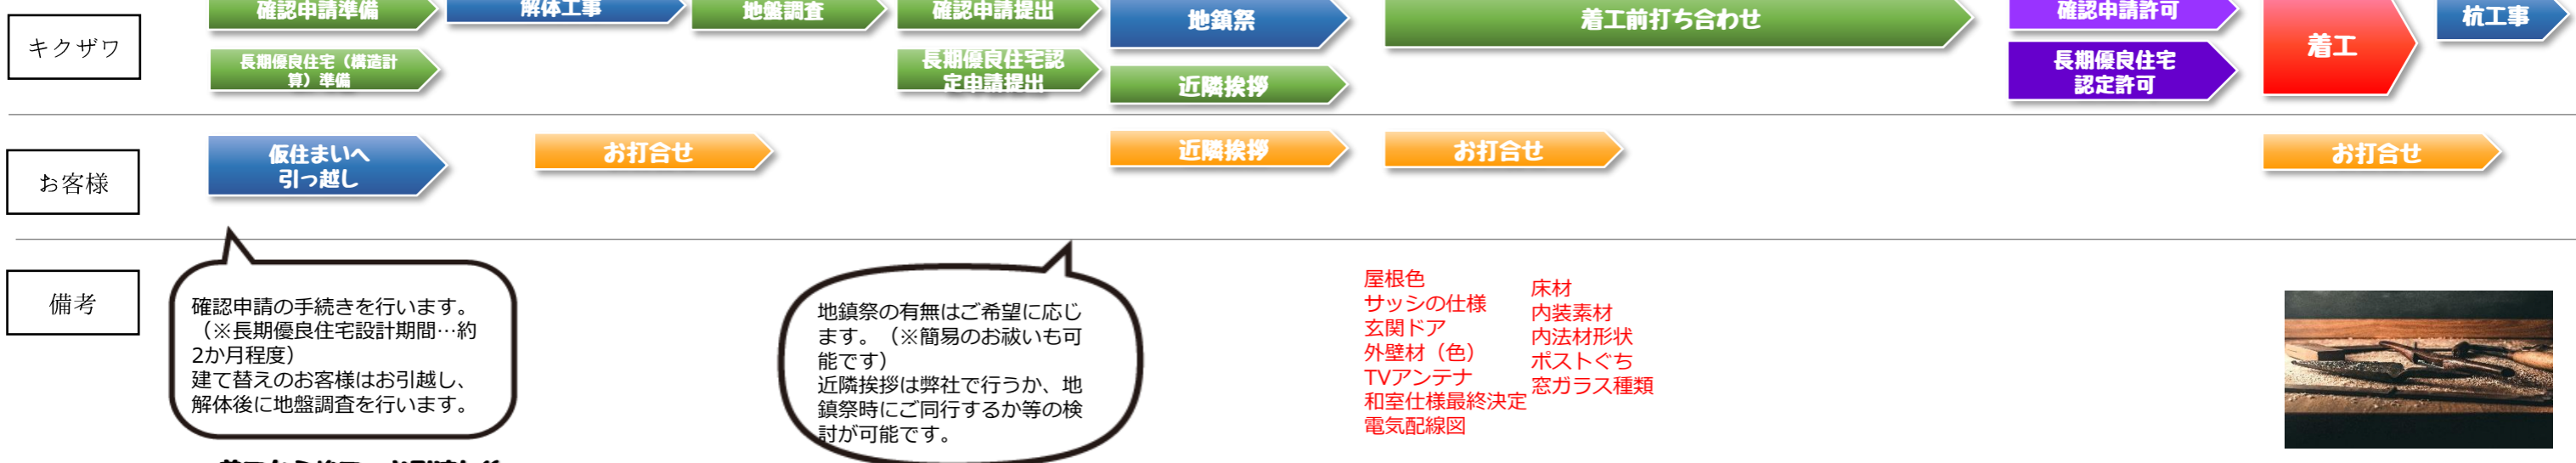 キクザワ
確認申請準備
解体工事
地盤調査
確認申請提出
地鎮祭
着工前打ち合わせ
確認申請許可
着工
杭工事
長期優良住宅（構造計
算）準備
長期優良住宅認
定申請提出
近隣挨拶
長期優良住宅
認定許可
お客様
仮住まいへ
引っ越し
お打合せ
近隣挨拶
お打合せ
お打合せ
備考
確認申請の手続きを行います。
（※長期優良住宅設計期間…約
2か月程度）
建て替えのお客様はお引越し、
解体後に地盤調査を行います。
地鎮祭の有無はご希望に応じ
ます。（※簡易のお祓いも可
能です）
近隣挨拶は弊社で行うか、地
鎮祭時にご同行するか等の検
討が可能です。
屋根色
サッシの仕様
玄関ドア
外壁材（色）
TVアンテナ
和室仕様最終決定
電気配線図
床材
内装素材
内法材形状
ポストぐち
窓ガラス種類